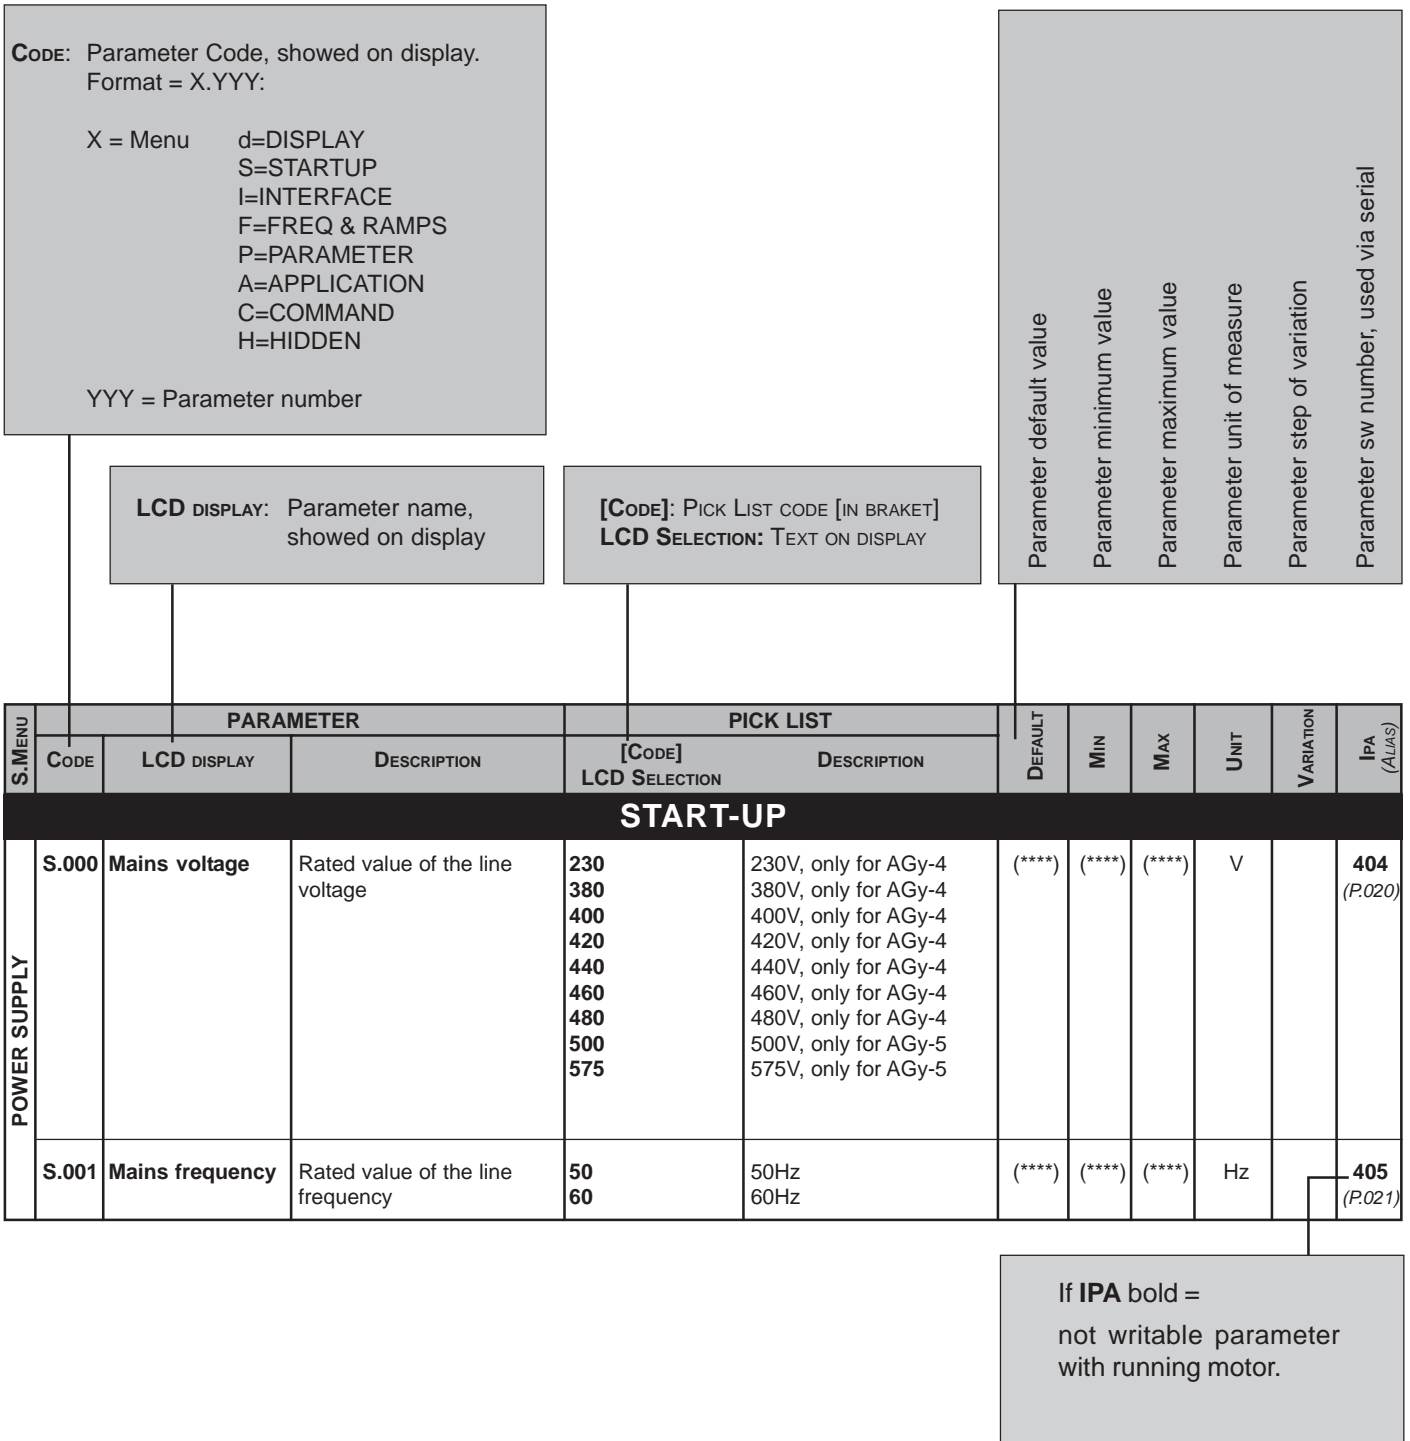 CODE: Parameter Code, showed on display.
Format = X.YYY:
X = Menu d=DISPLAY
S=STARTUP
I=INTERFACE
F=FREQ & RAMPS
P=PARAMETER
A=APPLICATION
C=COMMAND
H=HIDDEN
YYY = Parameter number
LCD DISPLAY: Parameter name,
showed on display
[CODE]: PICK LIST CODE [IN BRAKET]
LCD SELECTION: TEXT ON DISPLAY
Parameter default value
Parameter minimum value
Parameter maximum value
Parameter unit of measure
Parameter step of variation
Parameter sw number, used via serial
S.MENU
PARAMETER
PICK LIST
CODE LCD DISPLAY DESCRIPTION
[CODE]
LCD SELECTION
DESCRIPTION
DEFAULT
MIN
MAX
UNIT
VARIATION
IPA
(ALIAS)
START-UP
POWER SUPPLY
S.000 Mains voltage Rated value of the line 230 230V, only for AGy-4 (****) (****) (****) V 404
voltage 380 380V, only for AGy-4 (P.020)
400 400V, only for AGy-4
420 420V, only for AGy-4
440 440V, only for AGy-4
460 460V, only for AGy-4
480 480V, only for AGy-4
500 500V, only for AGy-5
575 575V, only for AGy-5
S.001 Mains frequency Rated value of the line 50 50Hz (****) (****) (****) Hz 405
frequency 60 60Hz (P.021)
If IPA bold =
not writable parameter
with running motor.